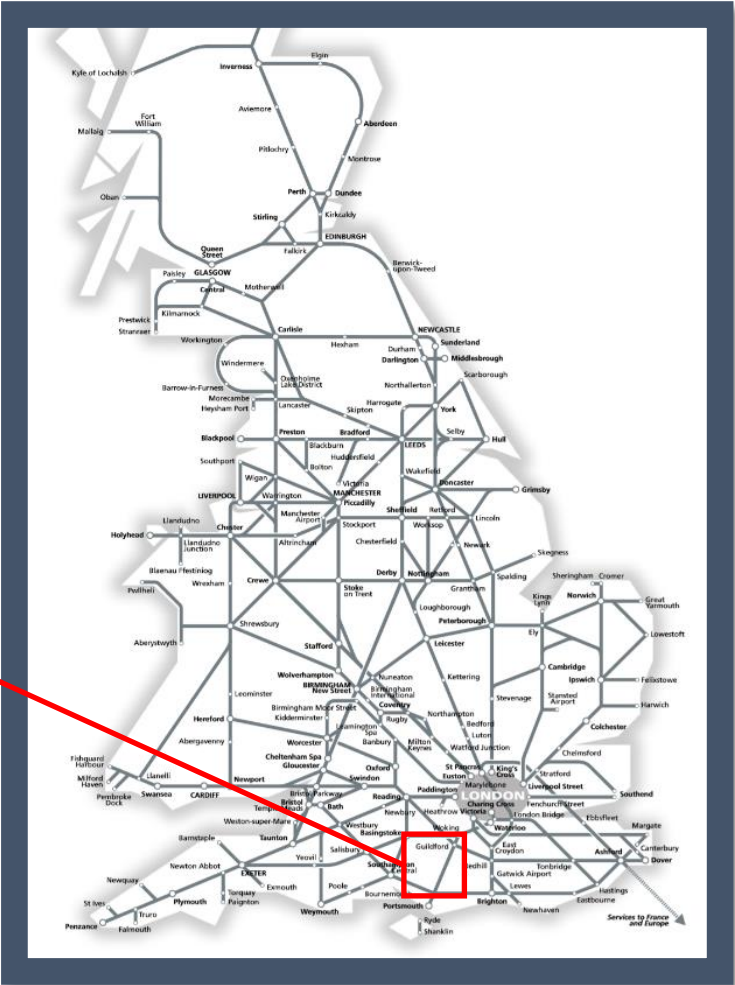 Elgin
Inverness
Kyle of Lochalsh
Aviemore
Fort
William
Mallaig
Aberdeen
Pitlochry
Montrose
Perth
Dundee
Oban
Stirling
Kirkcaldy
EDINBURGH
Queen
Street
Falkirk
Berwick-
upon-Tweed
Paisley
GLASGOW
Central
Motherwell
Kilmarnock
Prestwick
Stranraer
Carlisle
NEWCASTLE
Sunderland
Workington
Hexham
Durham
Darlington
Middlesbrough
Windermere
Scarborough
Oxenholme
Lake District
Barrow-in-Furness
Northallerton
Morecambe
Heysham Port
Lancaster
Harrogate
Skipton
York
Blackpool
Preston
Bradford
Selby
Hull
Blackburn
LEEDS
Huddersfield
Southport
Bolton
Wakefield
Wigan
Victoria
Doncaster
MANCHESTER
Piccadilly
Grimsby
LIVERPOOL
Warrington
Sheffield
Retford
Manchester
Airport
Lincoln
Llandudno
Chester
Stockport
Worksop
Holyhead
Llandudno
Junction
Altrincham
Chesterfield
Newark
Skegness
Blaenau Ffestiniog
Derby
Nottingham
Spalding
Sheringham
Cromer
Pwllheli
Wrexham
Crewe
Stoke
on Trent
Grantham
Kings
Lynn
Norwich
Great
Yarmouth
Loughborough
Shrewsbury
Peterborough
Ely
Lowestoft
Aberystwyth
Stafford
Leicester
Wolverhampton
Cambridge
BIRMINGHAM
New Street
Nuneaton
Kettering
Ipswich
Felixstowe
Birmingham
International
Leominster
Stevenage
Stansted
Airport
Birmingham Moor Street
Coventry
Harwich
Hereford
Kidderminster
Rugby
Northampton
Leamington
Spa
Bedford
Colchester
Abergavenny
Worcester
Banbury
Milton
Keynes
Luton
Watford Junction
Chelmsford
Fishguard
Harbour
Cheltenham Spa
Gloucester
Oxford
St Pancras
King's
Cross
Euston
Stratford
Milford
Haven
Llanelli
Newport
Swindon
Marylebone
Liverpool Street
Paddington
LONDON
Southend
Pembroke
Dock
Swansea
CARDIFF
Bristol Parkway
Reading
Charing Cross
Fenchurch Street
Bristol
Temple Meads
Bath
Newbury
Heathrow
Victoria
London Bridge
Ebbsfleet
Weston-super-Mare
Westbury
Basingstoke
Woking
Waterloo
Margate
Barnstaple
Taunton
Salisbury
Guildford
East
Croydon
Ashford
Canterbury
Dover
Newton Abbot
Yeovil
Southampton
Central
Redhill
Tonbridge
EXETER
Gatwick Airport
Newquay
Torquay
Paignton
Exmouth
Poole
Bournemouth
Lewes
Hastings
Plymouth
Portsmouth
Brighton
Eastbourne
St Ives
Truro
Weymouth
Newhaven
Penzance
Falmouth
Ryde
Shanklin
Services to France
and Europe